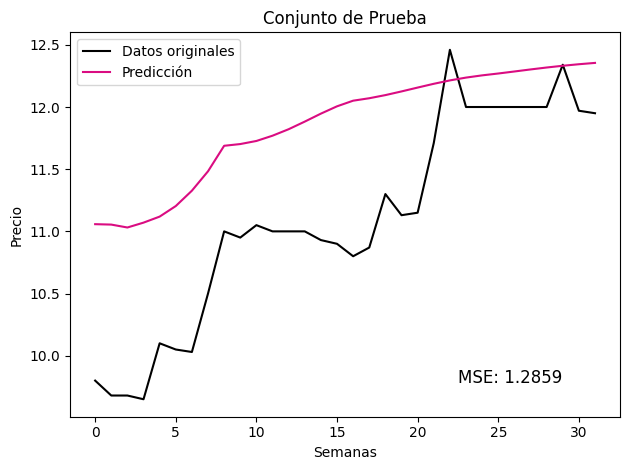 Conjunto de Prueba
Datos originales
Predicción
12.5
12.0
11.5
11.0
10.5
10.0
Precio
MSE: 1.2859
0 5 10 15 20 25 30
Semanas